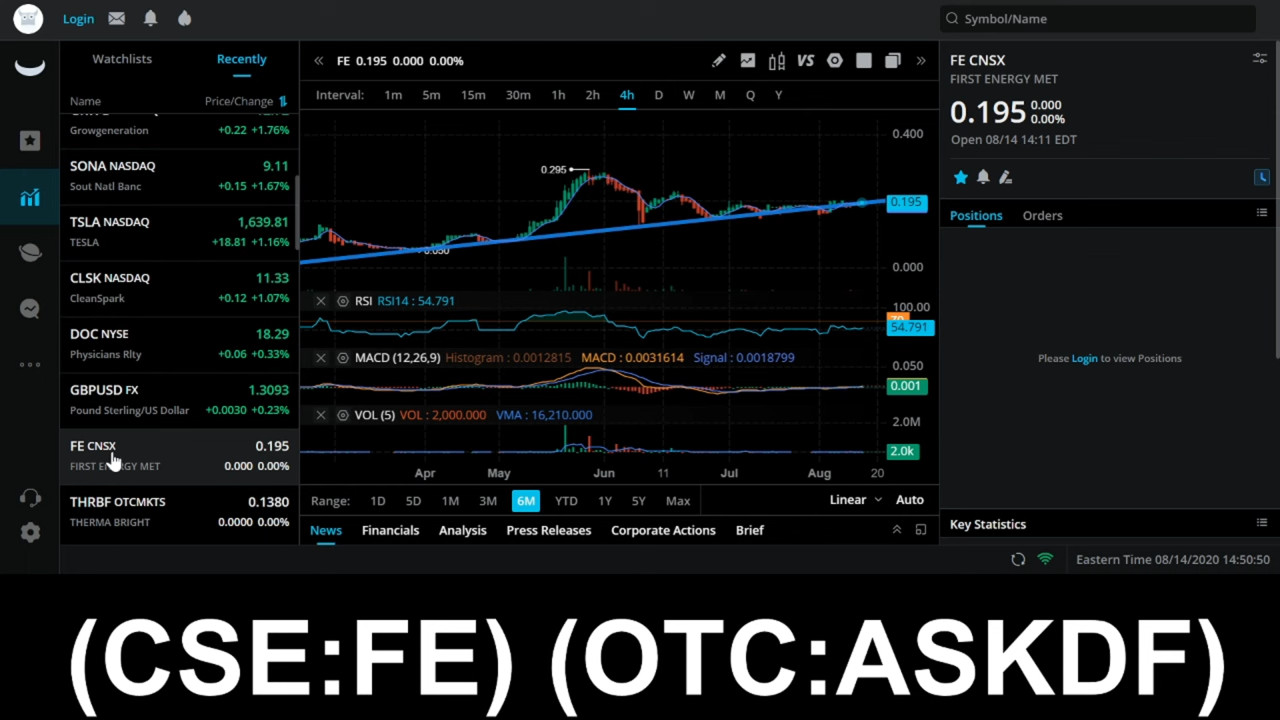 Login
Symbol/Name
Watchlists Recently
Name Price/Change
Growgeneration +0.22 +1.76%
SONA NASDAQ 9.11
Sout Natl Banc +0.15 +1.67%
TSLA NASDAQ 1,639.81
TESLA +18.81 +1.16%
CLSK NASDAQ 11.33
CleanSpark +0.12 +1.07%
DOC NYSE 18.29
Physicians Rlty +0.06 +0.33%
GBPUSD FX 1.3093
Pound Sterling/US Dollar +0.0030 +0.23%
FE CNSX 0.195
FIRST ENERGY MET 0.000 0.00%
THRBF OTCMKTS 0.1380
THERMA BRIGHT 0.0000 0.00%
FE 0.195 0.000 0.00%
VS
Interval: 1m 5m 15m 30m 1h 2h 4h D W M Q Y
0.400
0.295
0.195
0.000
RSI RSI14 : 54.791
100.00
70
54.791
MACD (12,26,9) Histogram : 0.0012815 MACD : 0.0031614 Signal : 0.0018799
0.050
0.001
VOL (5) VOL : 2,000.000 VMA : 16,210.000
2.0M
2.0k
Apr May Jun 11 Jul Aug 20
Range: 1D 5D 1M 3M 6M YTD 1Y 5Y Max Linear Auto
News Financials Analysis Press Releases Corporate Actions Brief
FE CNSX
FIRST ENERGY MET
0.195 0.000
0.00%
Open 08/14 14:11 EDT
Positions Orders
Please Login to view Positions
Key Statistics
Eastern Time 08/14/2020 14:50:50
(CSE:FE) (OTC:ASKDF)